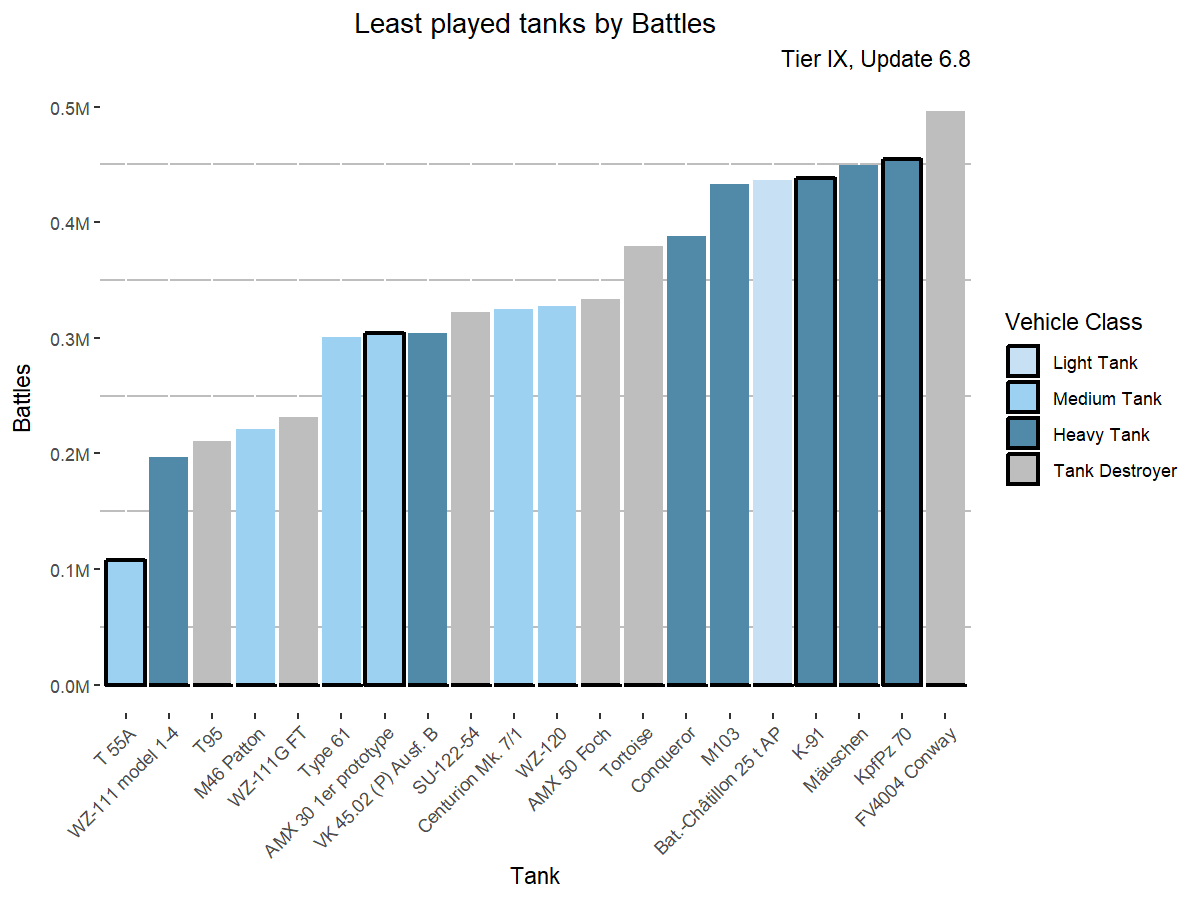 Least played tanks by Battles
Tier IX, Update 6.8
Battles
0.5M
0.4M
0.3M
0.2M
0.1M
0.0M
T 55A
WZ-111 model 1-4
T95
M46 Patton
WZ-111G FT
Type 61
AMX 30 1er prototype
VK 45.02 (P) Ausf. B
SU-122-54
Centurion Mk. 7/1
WZ-120
AMX 50 Foch
Tortoise
Conqueror
M103
Bat.-Châtillon 25 t AP
K-91
Mäuschen
KpfPz 70
FV4004 Conway
Tank
Vehicle Class
Light Tank
Medium Tank
Heavy Tank
Tank Destroyer